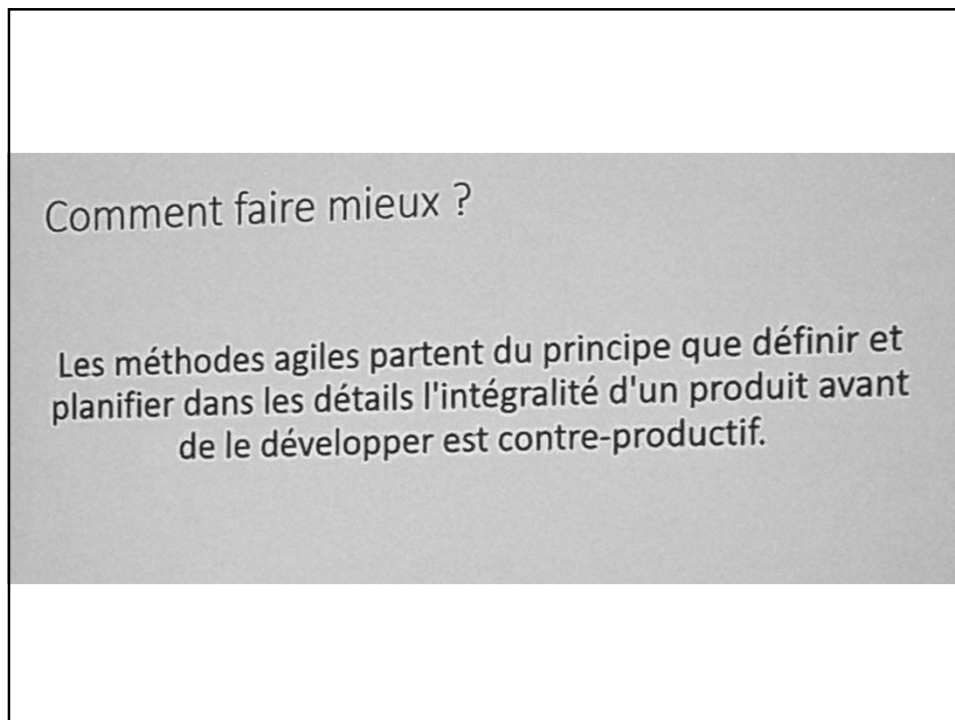 Comment faire mieux ?
Les méthodes agiles partent du principe que définir et
planifier dans les détails l'intégralité d'un produit avant
de le développer est contre-productif.